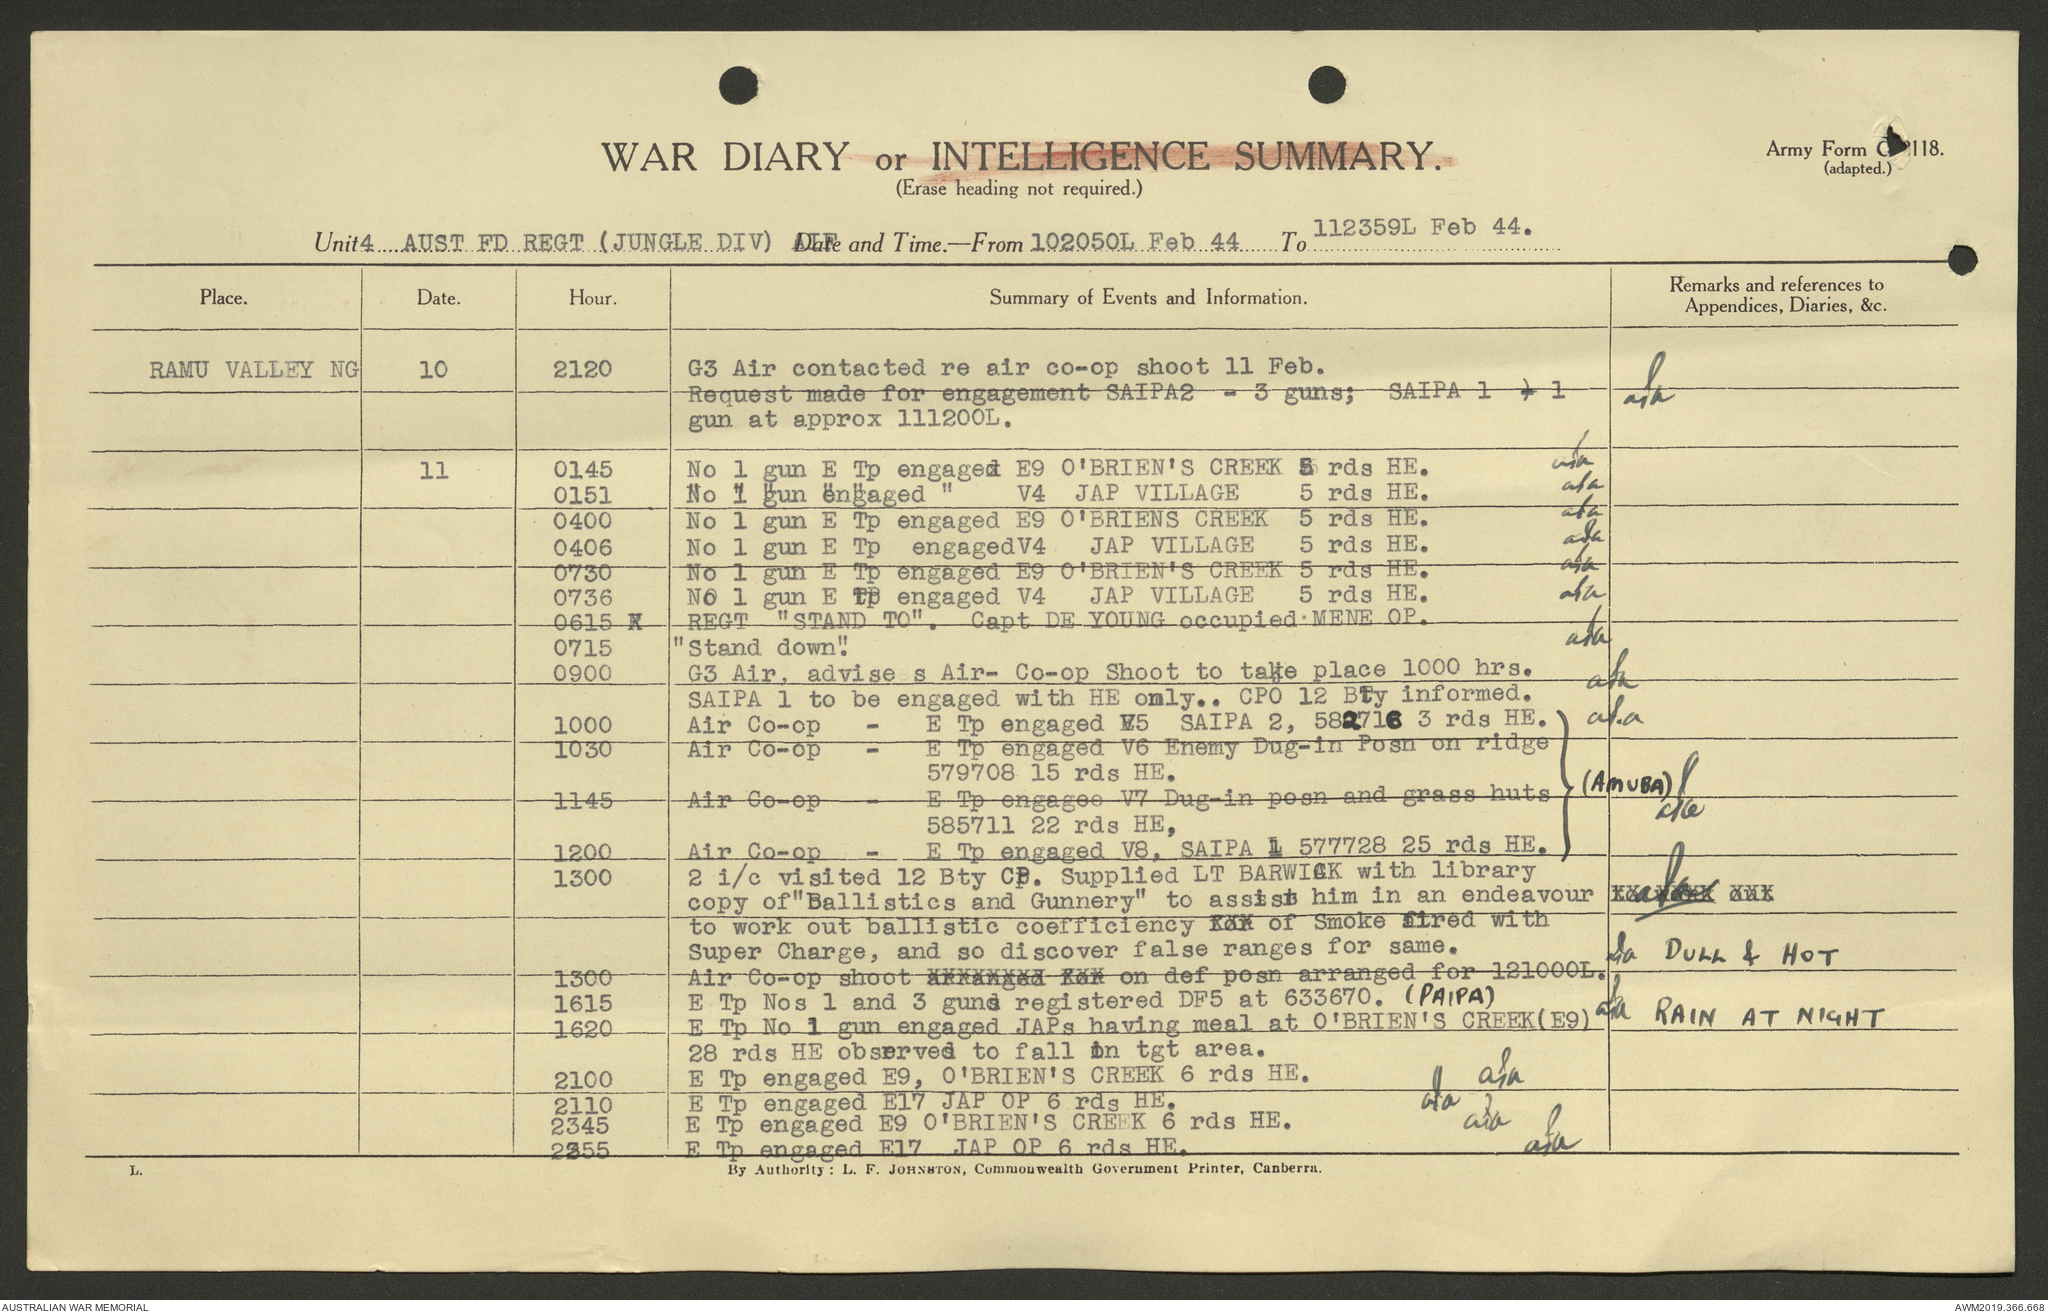 WAR DIARY or INTELLIGENCE SUMMARY.
(Erase heading not required.)
Army Form C 2118.
(adapted.)
Unit 4 AUST FD REGT (JUNGLE DIV) AIF Date and Time.—From 102050L Feb 44 To 112359L Feb 44.
Place. Date. Hour. Summary of Events and Information. Remarks and references to Appendices, Diaries, &c.
RAMU VALLEY NG 10 2120 G3 Air contacted re air co-op shoot 11 Feb.
Request made for engagement SAIPA2 - 3 guns; SAIPA 1 - 1
gun at approx 111200L.
11 0145 No 1 gun E Tp engaged E9 O'BRIEN'S CREEK 5 rds HE.
0151 No 1 gun engaged " V4 JAP VILLAGE 5 rds HE.
0400 No 1 gun E Tp engaged E9 O'BRIENS CREEK 5 rds HE.
0406 No 1 gun E Tp engagedV4 JAP VILLAGE 5 rds HE.
0730 No 1 gun E Tp engaged E9 O'BRIEN'S CREEK 5 rds HE.
0736 No 1 gun E Tp engaged V4 JAP VILLAGE 5 rds HE.
0615 X REGT "STAND TO". Capt DE YOUNG occupied MENE OP.
0715 "Stand down".
0900 G3 Air, advise s Air- Co-op Shoot to take place 1000 hrs.
SAIPA 1 to be engaged with HE only.. CPO 12 Bty informed.
1000 Air Co-op - E Tp engaged V5 SAIPA 2, 582716 3 rds HE.
1030 Air Co-op - E Tp engaged V6 Enemy Dug-in Posn on ridge
579708 15 rds HE.
(AMUBA)
1145 Air Co-op - E Tp engagee V7 Dug-in posn and grass huts
585711 22 rds HE,
1200 Air Co-op - E Tp engaged V8, SAIPA 1 577728 25 rds HE.
1300 2 i/c visited 12 Bty CP. Supplied LT BARWICK with library
copy of "Ballistics and Gunnery" to assist him in an endeavour
to work out ballistic coefficiency xxx of Smoke fired with
Super Charge, and so discover false ranges for same. DULL & HOT
1300 Air Co-op shoot arranged xxx on def posn arranged for 121000L.
1615 E Tp Nos 1 and 3 guns registered DF5 at 633670. (PAIPA)
1620 E Tp No 1 gun engaged JAPs having meal at O'BRIEN'S CREEK(E9) RAIN AT NIGHT
28 rds HE observed to fall in tgt area.
2100 E Tp engaged E9, O'BRIEN'S CREEK 6 rds HE.
2110 E Tp engaged E17 JAP OP 6 rds HE.
2345 E Tp engaged E9 O'BRIEN'S CREEK 6 rds HE.
2355 E Tp engaged E17 JAP OP 6 rds HE.
L. By Authority: L. F. JOHNSTON, Commonwealth Government Printer, Canberra.
AUSTRALIAN WAR MEMORIAL AWM2019.366.668